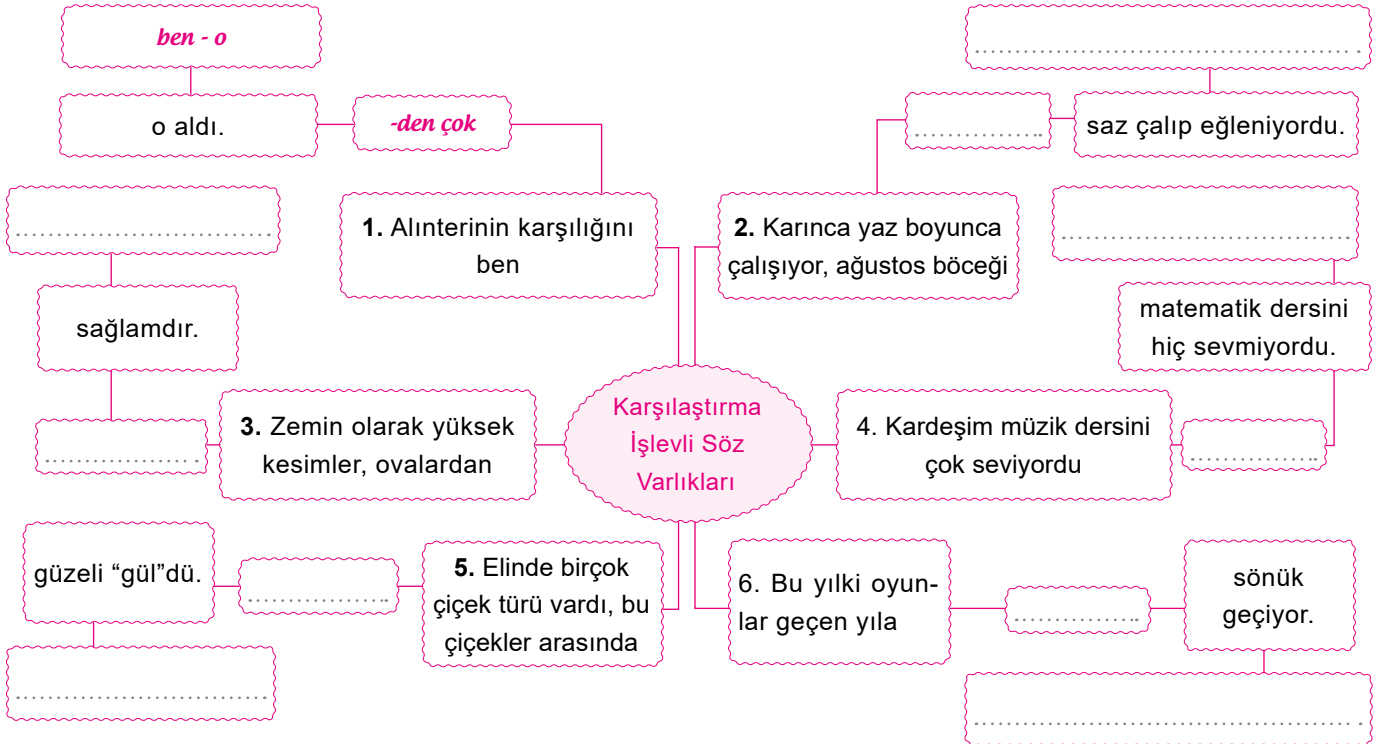 ben - o
o aldı.
-den çok
1. Alınterinin karşılığını
ben
saz çalıp eğleniyordu.
2. Karınca yaz boyunca
çalışıyor, ağustos böceği
sağlamdır.
3. Zemin olarak yüksek
kesimler, ovalardan
Karşılaştırma
İşlevli Söz
Varlıkları
matematik dersini
hiç sevmiyordu.
4. Kardeşim müzik dersini
çok seviyordu
güzeli “gül”dü.
5. Elinde birçok
çiçek türü vardı, bu
çiçekler arasında
6. Bu yılki oyun-
lar geçen yıla
sönük
geçiyor.